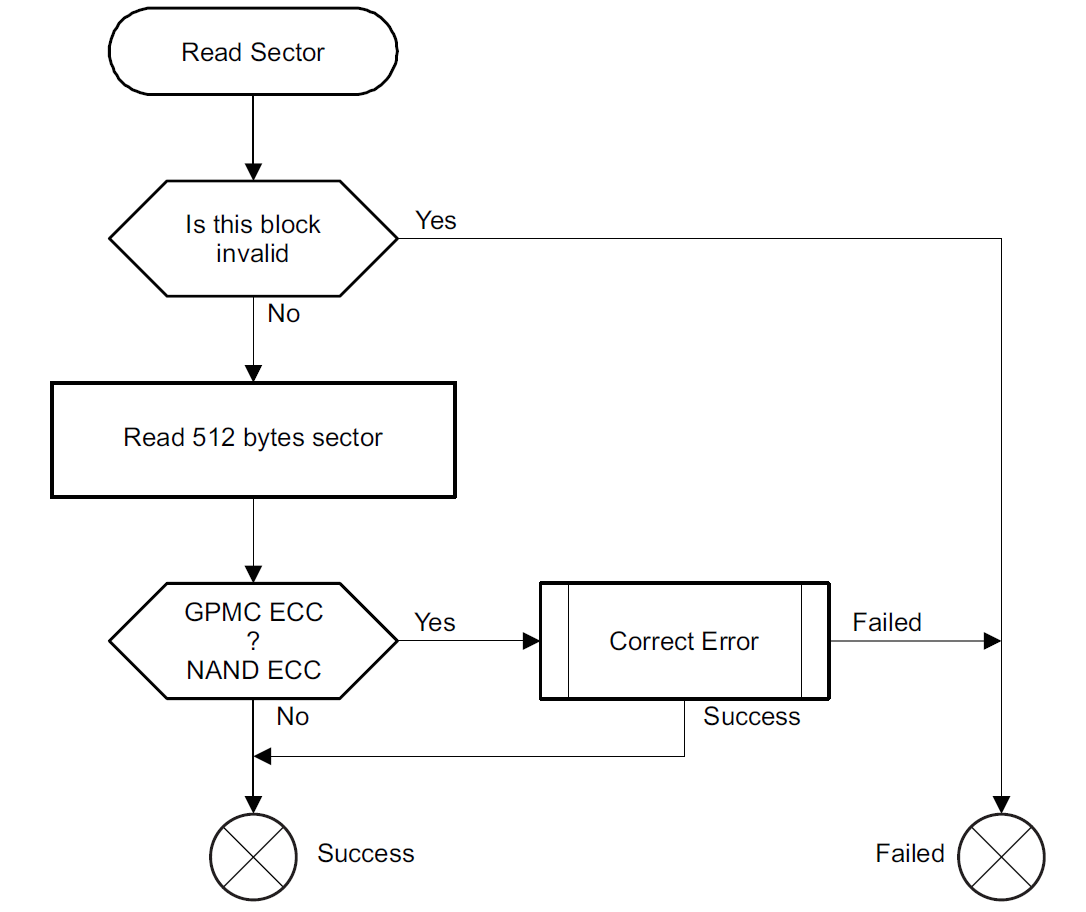 Read Sector
Is this block
invalid
Yes
No
Read 512 bytes sector
GPMC ECC
?
NAND ECC
Yes
Correct Error
Failed
No
Success
Success
Failed